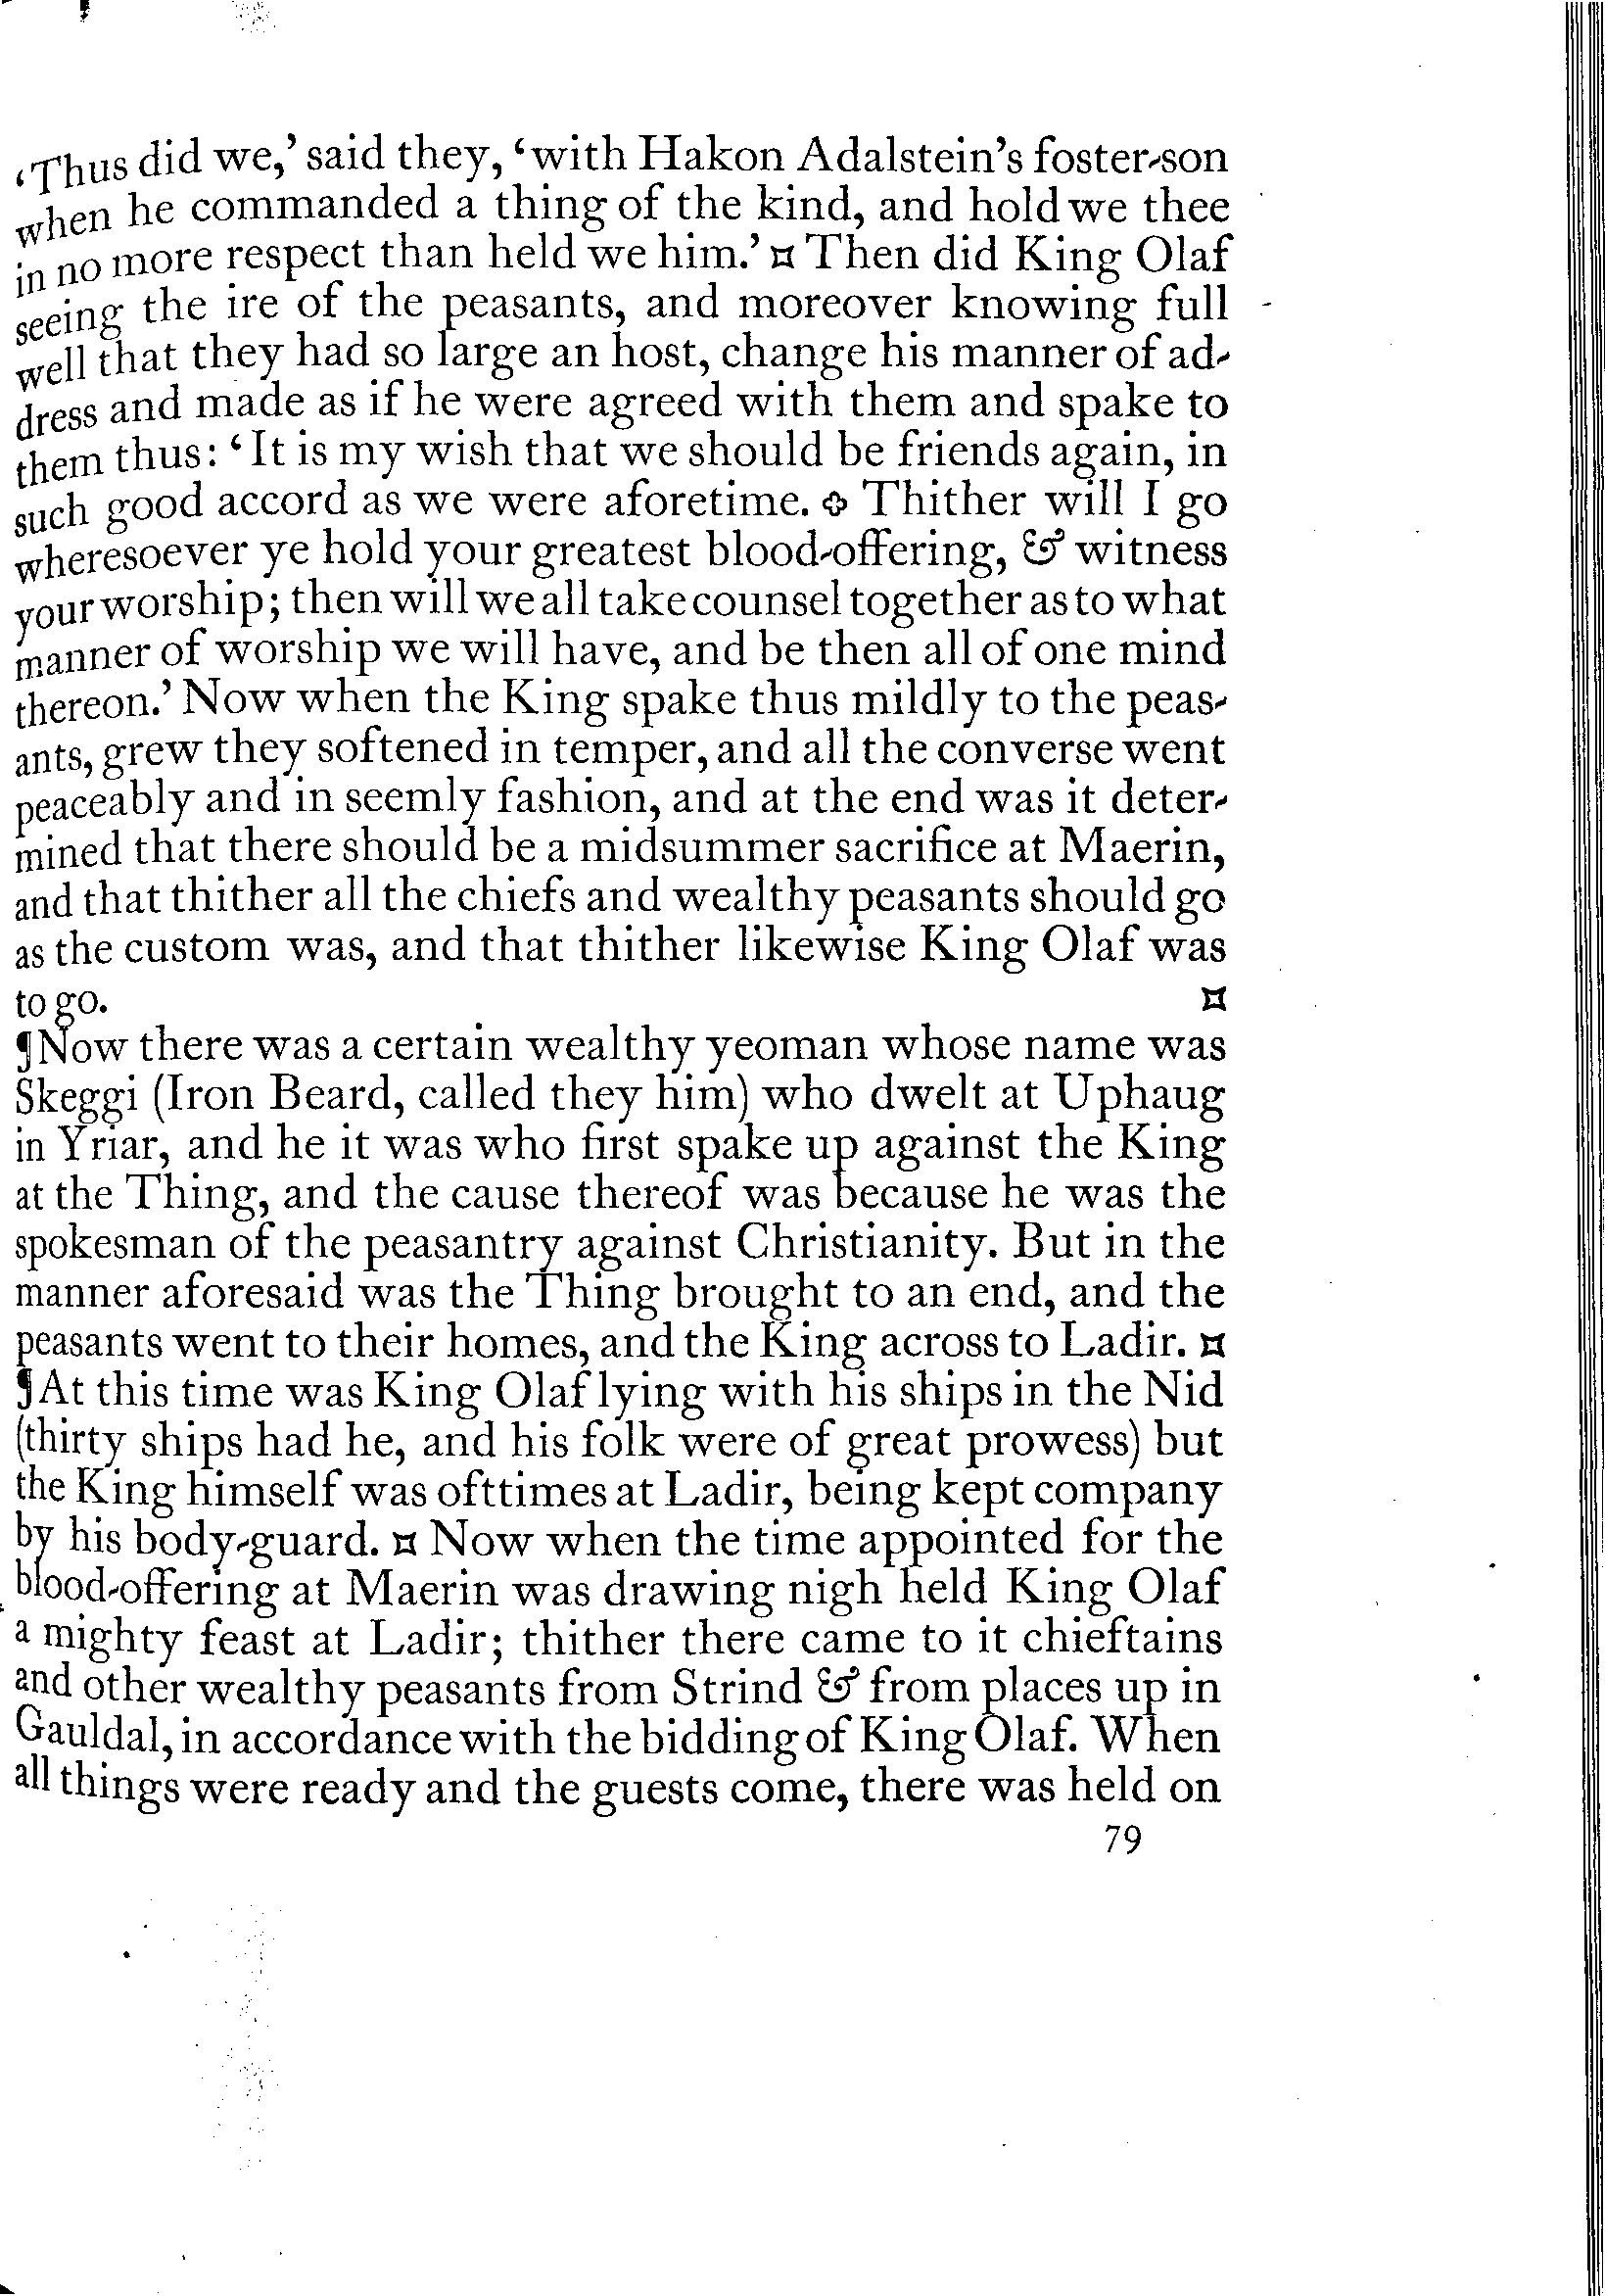 ‘Thus did we,’ said they, ‘with Hakon Adalstein’s foster-son
when he commanded a thing of the kind, and hold we thee
in no more respect than held we him.’ ¤ Then did King Olaf
seeing the ire of the peasants, and moreover knowing full
well that they had so large an host, change his manner of ad-
dress and made as if he were agreed with them and spake to
them thus: ‘It is my wish that we should be friends again, in
such good accord as we were aforetime. ✤ Thither will I go
wheresoever ye hold your greatest blood-offering, & witness
your worship; then will we all take counsel together as to what
manner of worship we will have, and be then all of one mind
thereon.’ Now when the King spake thus mildly to the peas-
ants, grew they softened in temper, and all the converse went
peaceably and in seemly fashion, and at the end was it deter-
mined that there should be a midsummer sacrifice at Maerin,
and that thither all the chiefs and wealthy peasants should go
as the custom was, and that thither likewise King Olaf was
to go. ¤
¶Now there was a certain wealthy yeoman whose name was
Skeggi (Iron Beard, called they him) who dwelt at Uphaug
in Yriar, and he it was who first spake up against the King
at the Thing, and the cause thereof was because he was the
spokesman of the peasantry against Christianity. But in the
manner aforesaid was the Thing brought to an end, and the
peasants went to their homes, and the King across to Ladir. ¤
¶At this time was King Olaf lying with his ships in the Nid
(thirty ships had he, and his folk were of great prowess) but
the King himself was ofttimes at Ladir, being kept company
by his body-guard. ¤ Now when the time appointed for the
blood-offering at Maerin was drawing nigh held King Olaf
a mighty feast at Ladir; thither there came to it chieftains
and other wealthy peasants from Strind & from places up in
Gauldal, in accordance with the bidding of King Olaf. When
all things were ready and the guests come, there was held on
79